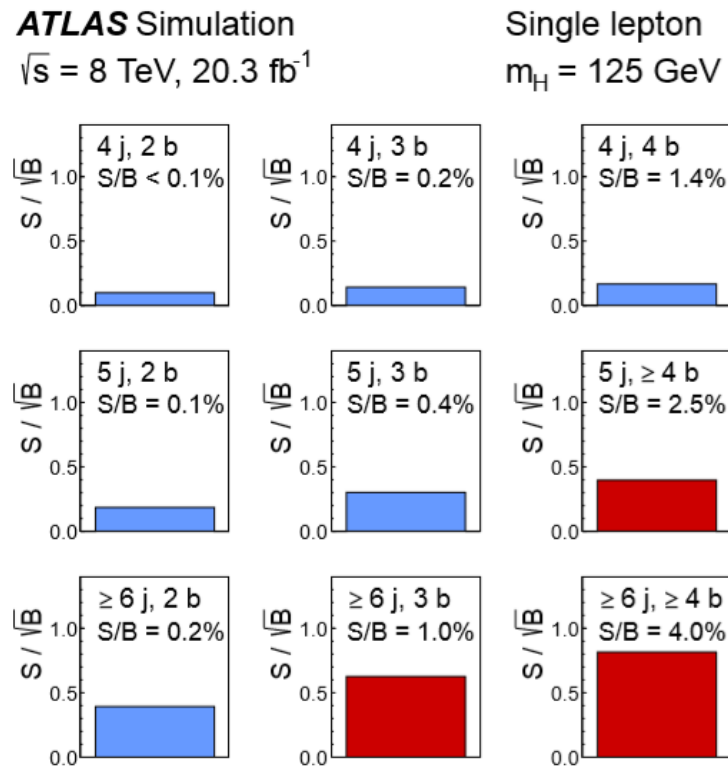 ATLAS Simulation
√s = 8 TeV, 20.3 fb⁻¹
Single lepton
m_H = 125 GeV
S / √B
1.0
0.5
0.0
4 j, 2 b
S/B < 0.1%
S / √B
1.0
0.5
0.0
4 j, 3 b
S/B = 0.2%
S / √B
1.0
0.5
0.0
4 j, 4 b
S/B = 1.4%
S / √B
1.0
0.5
0.0
5 j, 2 b
S/B = 0.1%
S / √B
1.0
0.5
0.0
5 j, 3 b
S/B = 0.4%
S / √B
1.0
0.5
0.0
5 j, ≥ 4 b
S/B = 2.5%
S / √B
1.0
0.5
0.0
≥ 6 j, 2 b
S/B = 0.2%
S / √B
1.0
0.5
0.0
≥ 6 j, 3 b
S/B = 1.0%
S / √B
1.0
0.5
0.0
≥ 6 j, ≥ 4 b
S/B = 4.0%